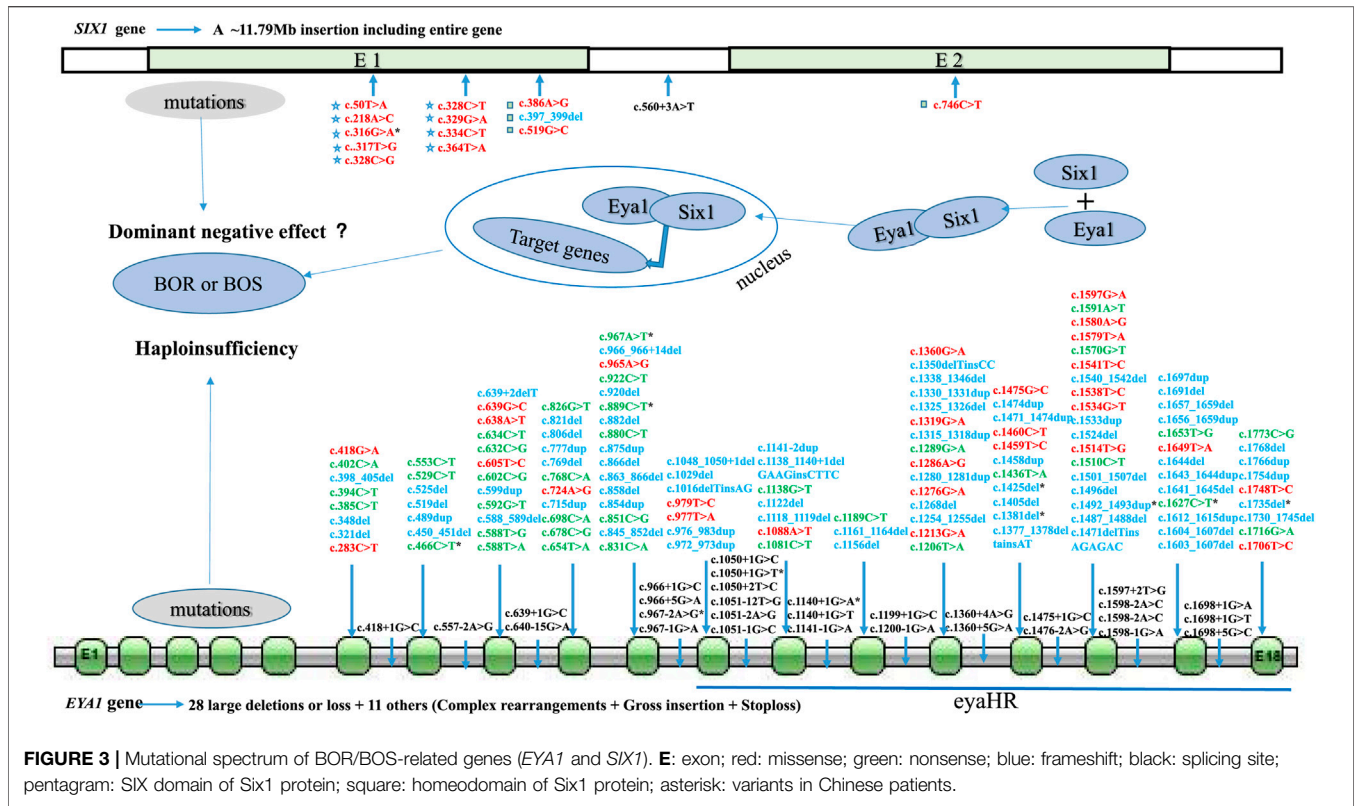 SIX1 gene A ~11.79Mb insertion including entire gene
E 1
E 2
mutations
c.50T>A
c.218A>C
c.316G>A*
c..317T>G
c.328C>G
c.328C>T
c.329G>A
c.334C>T
c.364T>A
c.386A>G
c.397_399del
c.519G>C
c.560+3A>T
c.746C>T
Six1
+
Eya1
Eya1
Six1
Eya1
Six1
Target genes
nucleus
Dominant negative effect ?
BOR or BOS
Haploinsufficiency
mutations
c.418G>A
c.402C>A
c.398_405del
c.394C>T
c.385C>T
c.348del
c.321del
c.283C>T
c.418+1G>C
c.553C>T
c.529C>T
c.525del
c.519del
c.489dup
c.450_451del
c.466C>T*
c.557-2A>G
c.639+2delT
c.639G>C
c.638A>T
c.634C>T
c.632C>G
c.605T>C
c.602C>G
c.599dup
c.592G>T
c.588_589del
c.588T>G
c.588T>A
c.639+1G>C
c.640-15G>A
c.826G>T
c.821del
c.806del
c.777dup
c.769del
c.768C>A
c.724A>G
c.715dup
c.698C>A
c.678C>G
c.654T>A
c.967A>T*
c.966_966+14del
c.965A>G
c.922C>T
c.920del
c.889C>T*
c.882del
c.880C>T
c.875dup
c.866del
c.863_866del
c.858del
c.854dup
c.851C>G
c.845_852del
c.831C>A
c.966+1G>C
c.966+5G>A
c.967-2A>G*
c.967-1G>A
c.1048_1050+1del
c.1029del
c.1016delTinsAG
c.979T>C
c.977T>A
c.976_983dup
c.972_973dup
c.1050+1G>C
c.1050+1G>T*
c.1050+2T>C
c.1051-12T>G
c.1051-2A>G
c.1051-1G>C
c.1141-2dup
c.1138_1140+1del
GAAGinsCTTC
c.1138G>T
c.1122del
c.1118_1119del
c.1088A>T
c.1081C>T
c.1140+1G>A*
c.1140+1G>T
c.1141-1G>A
c.1189C>T
c.1161_1164del
c.1156del
c.1199+1G>C
c.1200-1G>A
c.1360G>A
c.1350delTinsCC
c.1338_1346del
c.1330_1331dup
c.1325_1326del
c.1319G>A
c.1315_1318dup
c.1289G>A
c.1286A>G
c.1280_1281dup
c.1276G>A
c.1268del
c.1254_1255del
c.1213G>A
c.1206T>A
c.1360+4A>G
c.1360+5G>A
c.1475G>C
c.1474dup
c.1471_1474dup
c.1460C>T
c.1459T>C
c.1458dup
c.1436T>A
c.1425del*
c.1405del
c.1381del*
c.1377_1378del
tainsAT
c.1475+1G>C
c.1476-2A>G
c.1597G>A
c.1591A>T
c.1580A>G
c.1579T>A
c.1570G>T
c.1541T>C
c.1540_1542del
c.1538T>C
c.1534G>T
c.1533dup
c.1524del
c.1514T>G
c.1510C>T
c.1501_1507del
c.1496del
c.1492_1493dup*
c.1487_1488del
c.1471delTins
AGAGAC
c.1597+2T>G
c.1598-2A>C
c.1598-2A>C
c.1598-1G>A
c.1697dup
c.1691del
c.1657_1659del
c.1656_1659dup
c.1653T>G
c.1649T>A
c.1644del
c.1643_1644dup
c.1641_1645del
c.1627C>T*
c.1612_1615dup
c.1604_1607del
c.1603_1607del
c.1698+1G>A
c.1698+1G>T
c.1698+5G>C
c.1773C>G
c.1768del
c.1766dup
c.1754dup
c.1748T>C
c.1735del*
c.1730_1745del
c.1716G>A
c.1706T>C
E1
E18
eyaHR
EYA1 gene 28 large deletions or loss + 11 others (Complex rearrangements + Gross insertion + Stoploss)
FIGURE 3 | Mutational spectrum of BOR/BOS-related genes (EYA1 and SIX1). E: exon; red: missense; green: nonsense; blue: frameshift; black: splicing site;
pentagram: SIX domain of Six1 protein; square: homeodomain of Six1 protein; asterisk: variants in Chinese patients.